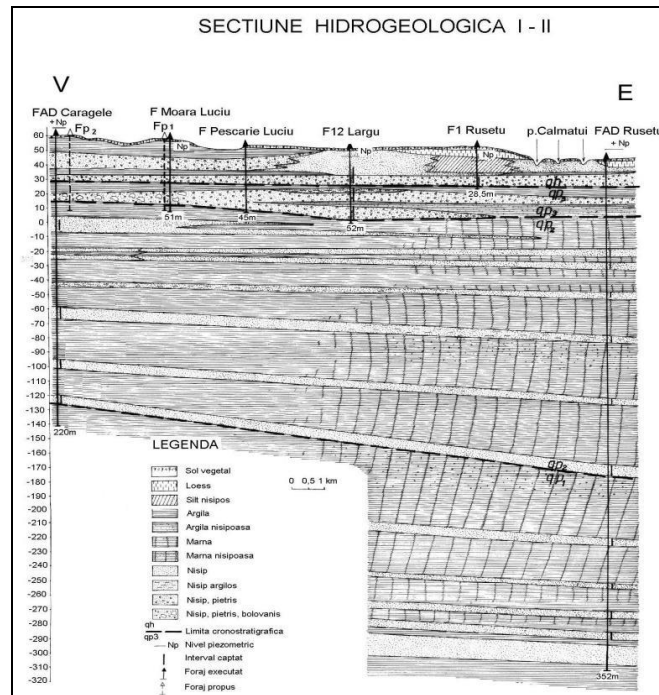 SECTIUNE HIDROGEOLOGICA I - II
V
E
FAD Caragele
+ Np
Fp2
F Moara Luciu
Fp1
Np
F Pescarie Luciu
F12 Largu
Np
F1 Rusetu
Np
p.Calmatui
FAD Rusetu
+ Np
60
50
40
30
20
10
0
-10
-20
-30
-40
-50
-60
-70
-80
-90
-100
-110
-120
-130
-140
-150
-160
-170
-180
-190
-200
-210
-220
-230
-240
-250
-260
-270
-280
-290
-300
-310
-320
51m
45m
52m
28,5m
220m
352m
qh
qp3
qp3
qp2
qp2
qp1
LEGENDA
0 0,5 1 km
Sol vegetal
Loess
Silt nisipos
Argila
Argila nisipoasa
Marna
Marna nisipoasa
Nisip
Nisip argilos
Nisip, pietris
Nisip, pietris, bolovanis
qh
qp3
Limita cronostratigrafica
Np Nivel piezometric
Interval captat
Foraj executat
Foraj propus